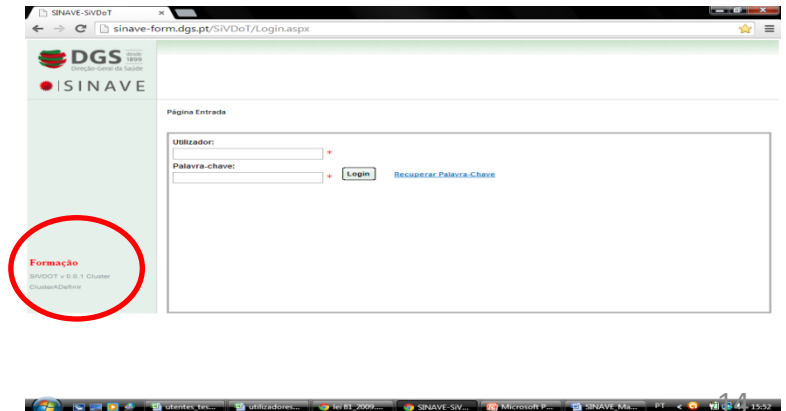 SINAVE-SiVDoT
sinave-form.dgs.pt/SiVDoT/Login.aspx
DGS desde 1899
Direção-Geral da Saúde
SINAVE
Página Entrada
Utilizador:
*
Palavra-chave:
* Login Recuperar Palavra-Chave
Formação
SIVDOT v 0.8.1 Cluster
ClusterADefinir
14
utentes_tes... utilizadores... lei 81_2009.... SINAVE-SiV... Microsoft P... SINAVE_Ma... PT 15:52